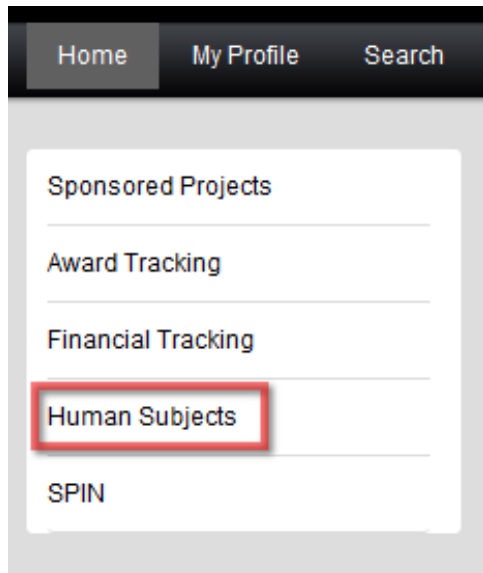 Home My Profile Search
Sponsored Projects
Award Tracking
Financial Tracking
Human Subjects
SPIN